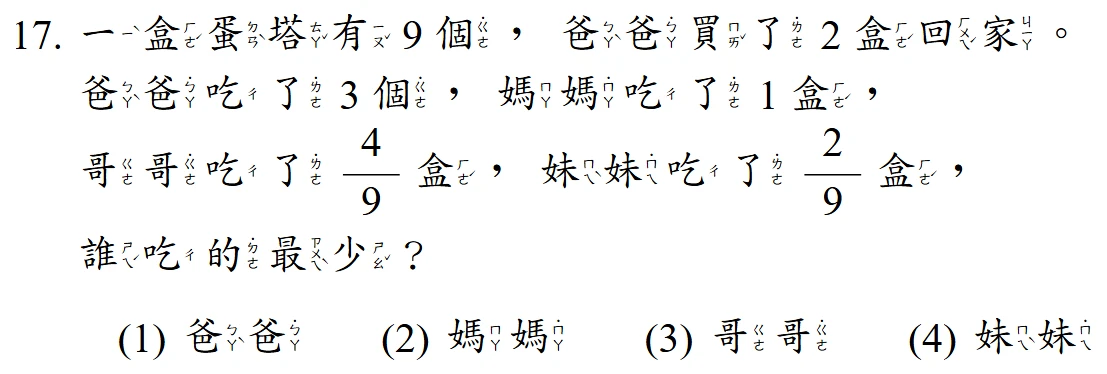 17. 一盒蛋塔有 9 個，爸爸買了 2 盒回家。
爸爸吃了 3 個，媽媽吃了 1 盒，
哥哥吃了 4/9 盒，妹妹吃了 2/9 盒，
誰吃的最少？
(1) 爸爸 (2) 媽媽 (3) 哥哥 (4) 妹妹